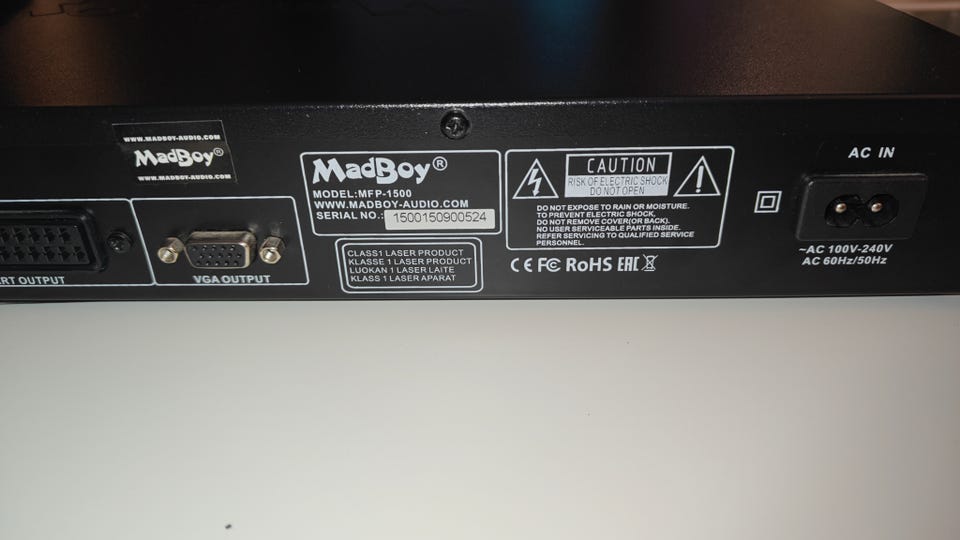 WWW.MADBOY-AUDIO.COM
MadBoy®
WWW.MADBOY-AUDIO.COM
RT OUTPUT
VGA OUTPUT
MadBoy®
MODEL:MFP-1500
WWW.MADBOY-AUDIO.COM
SERIAL NO.: 1500150900524
CLASS 1 LASER PRODUCT
KLASSE 1 LASER PRODUCT
LUOKAN 1 LASER LAITE
KLASS 1 LASER APARAT
CAUTION
RISK OF ELECTRIC SHOCK
DO NOT OPEN
DO NOT EXPOSE TO RAIN OR MOISTURE.
TO PREVENT ELECTRIC SHOCK,
DO NOT REMOVE COVER(OR BACK).
NO USER SERVICEABLE PARTS INSIDE.
REFER SERVICING TO QUALIFIED SERVICE
PERSONNEL.
CE FC RoHS EAC
AC IN
~AC 100V-240V
AC 60Hz/50Hz